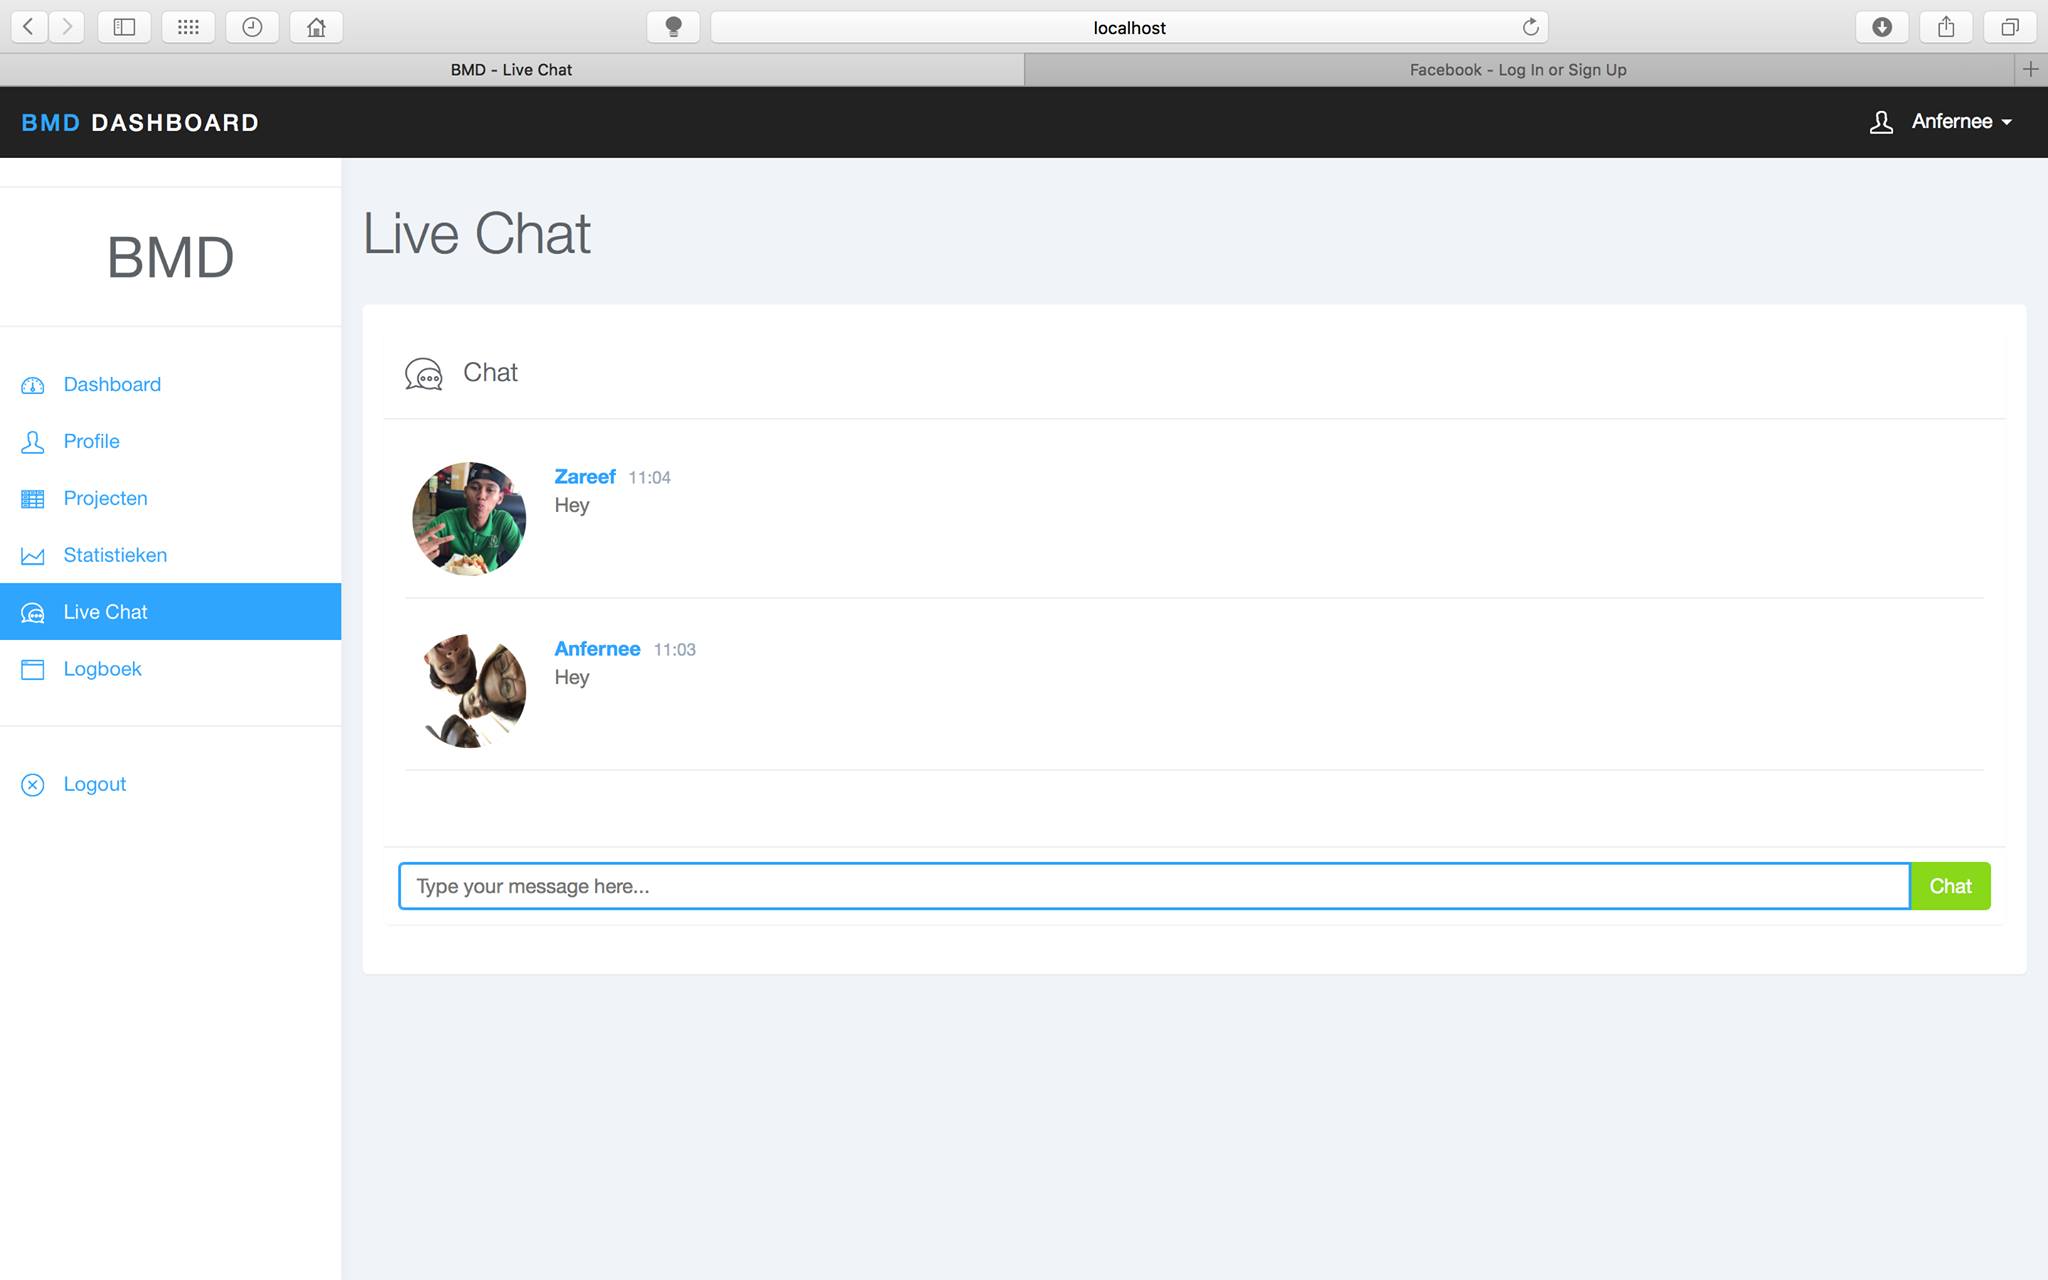 localhost
BMD - Live Chat
Facebook - Log In or Sign Up
BMD DASHBOARD
Anfernee
BMD
Dashboard
Profile
Projecten
Statistieken
Live Chat
Logboek
Logout
Live Chat
Chat
Zareef 11:04
Hey
Anfernee 11:03
Hey
Type your message here...
Chat